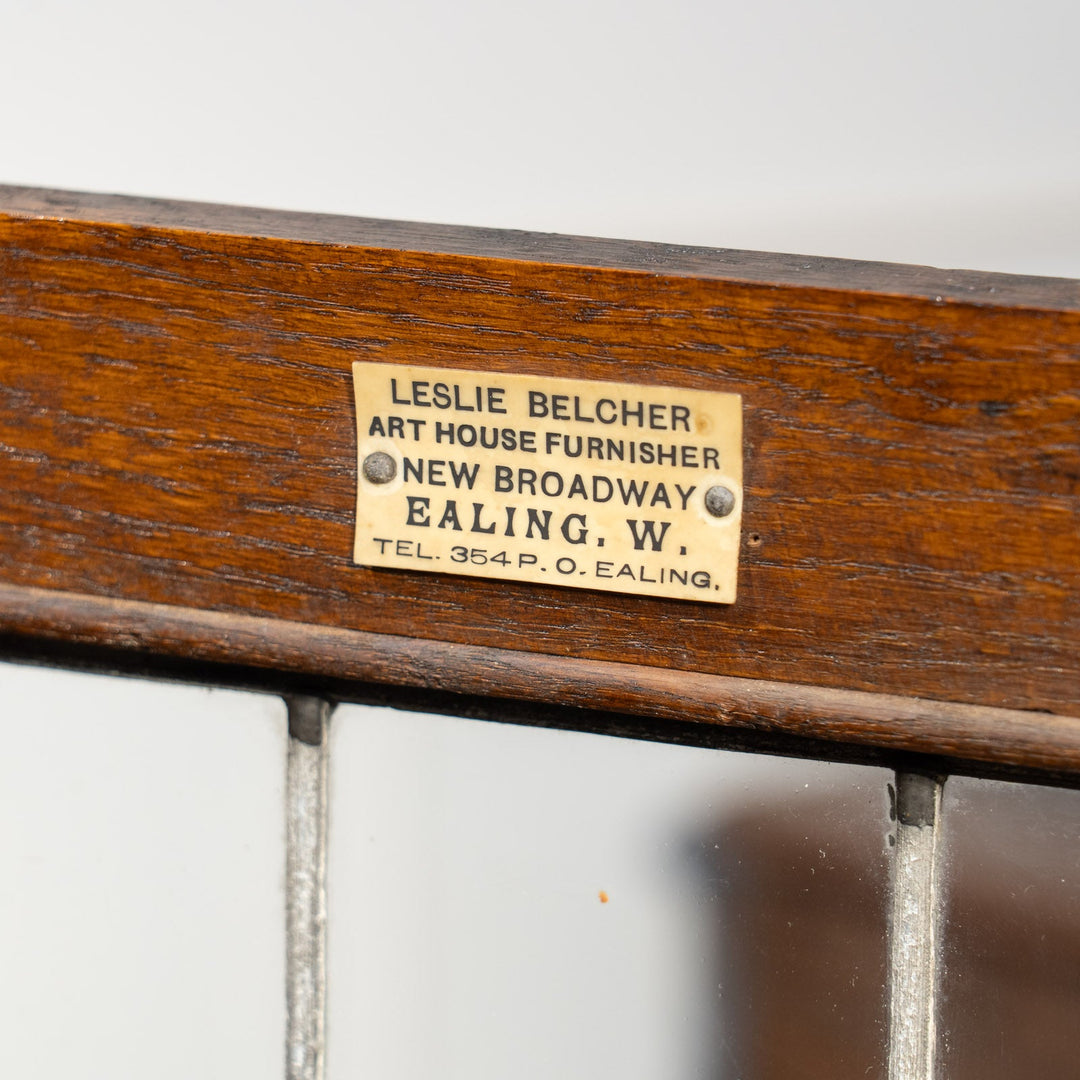 LESLIE BELCHER
ART HOUSE FURNISHER
NEW BROADWAY
EALING. W.
TEL. 354 P. O. EALING.